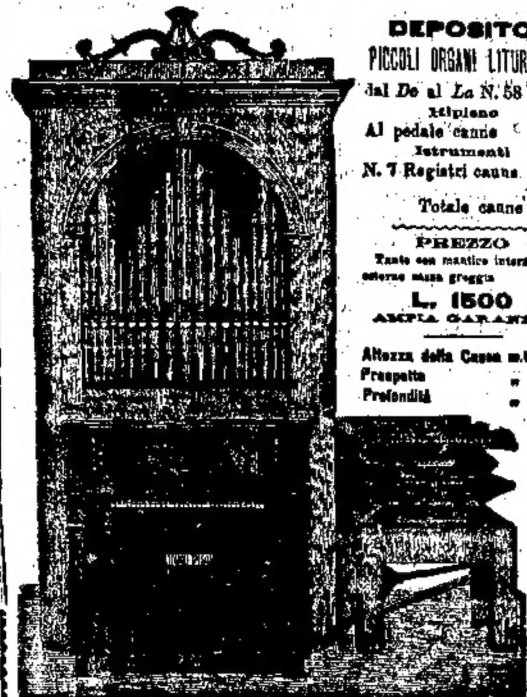 DEPOSITO
PICCOLI ORGANI LITUR
dal Do al La N. 58
Ripieno
Al pedale canne
Istrumenti
N. 7 Registri canne
Totale canne
PREZZO
Tanto con mantice intern
esterno cassa greggia
L. 1500
AMPIA GARANZ
Altezza della Cassa m.
Prospetto "
Profondità "